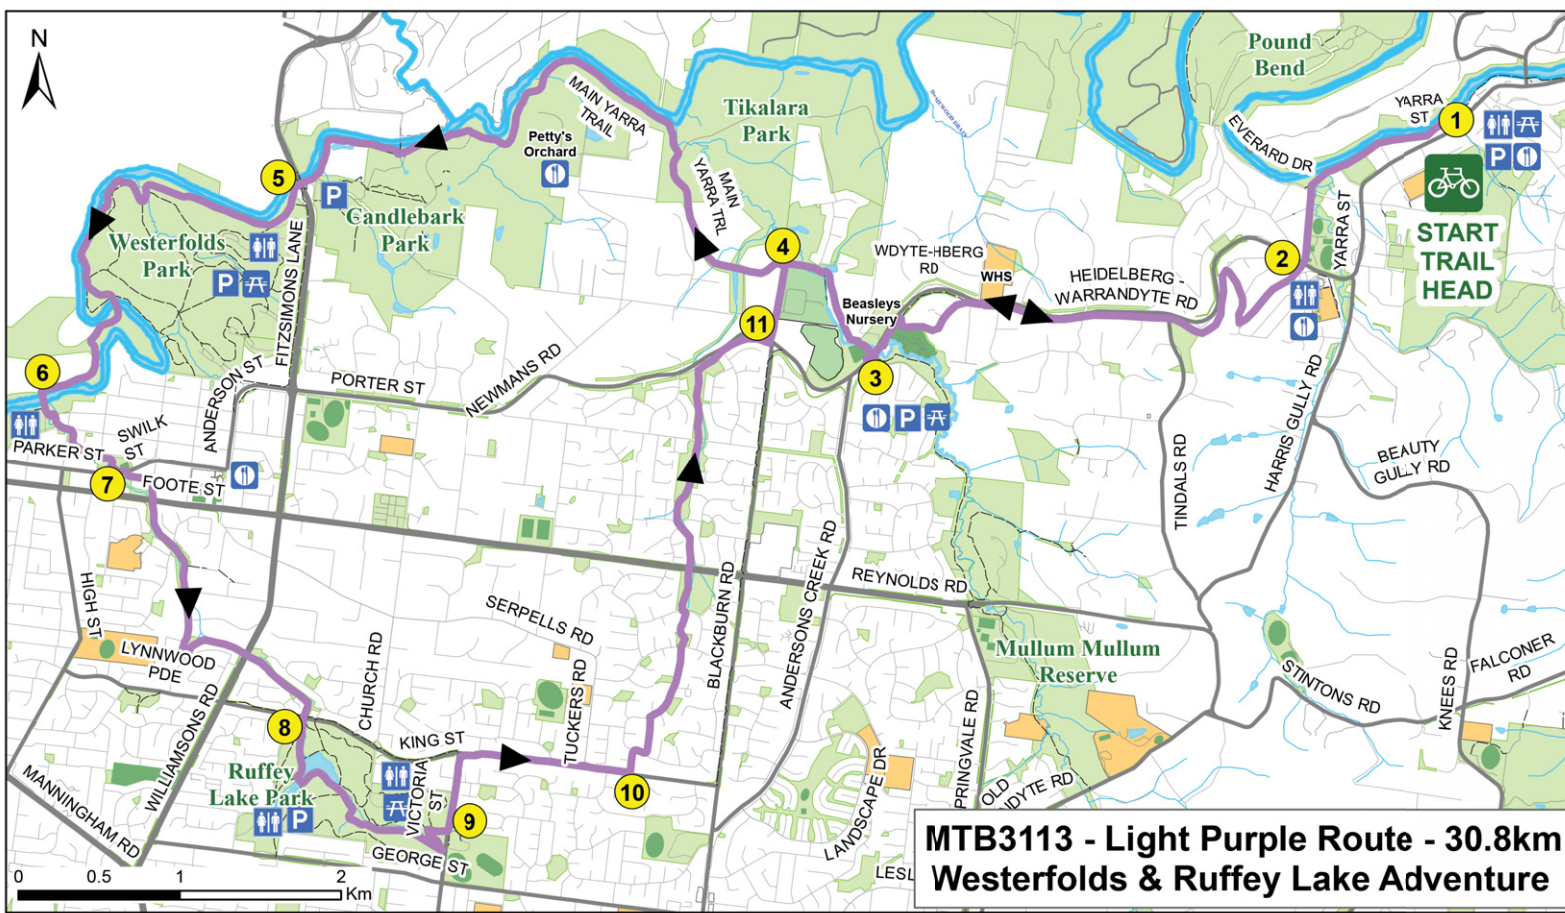 N
Pound
Bend
YARRA
ST
1
EVERARD DR
P
START
TRAIL
HEAD
MAIN YARRA
TRAIL
Tikalara
Park
Petty's
Orchard
5
P
Candlebark
Park
MAIN
YARRA TRL
4
WDYTE-HBERG
RD
WHS
HEIDELBERG -
WARRANDYTE RD
2
YARRA ST
Westerfolds
Park
P
FITZSIMONS LANE
Beasleys
Nursery
11
3
P
6
ANDERSON ST
PORTER ST
NEWMANS RD
HARRIS GULLY RD
PARKER ST
SWILK
ST
7
FOOTE ST
TINDALS RD
BEAUTY
GULLY RD
HIGH ST
LYNNWOOD
PDE
SERPELLS RD
BLACKBURN RD
ANDERSONS CREEK RD
REYNOLDS RD
Mullum Mullum
Reserve
STINTONS RD
KNEES RD
FALCONER
RD
8
CHURCH RD
KING ST
TUCKERS RD
WILLIAMSONS RD
MANNINGHAM RD
Ruffey
Lake Park
P
VICTORIA
ST
9
10
GEORGE ST
LANDSCAPE DR
PRINGVALE RD
OLD
NDYTE RD
LESL
0 0.5 1 2
Km
MTB3113 - Light Purple Route - 30.8km
Westerfolds & Ruffey Lake Adventure